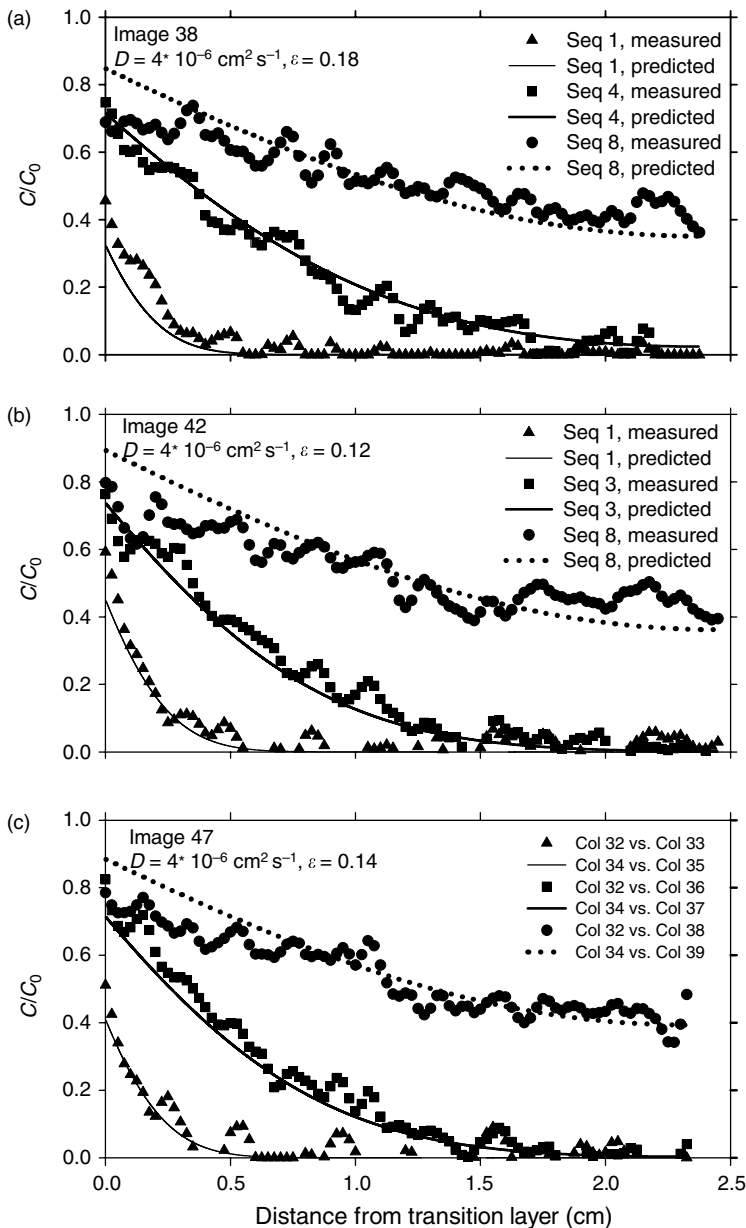 (a)
Image 38
D = 4* 10⁻⁶ cm² s⁻¹, ε = 0.18
Seq 1, measured
Seq 1, predicted
Seq 4, measured
Seq 4, predicted
Seq 8, measured
Seq 8, predicted
1.0
0.8
0.6
0.4
0.2
0.0
C/C₀
(b)
Image 42
D = 4* 10⁻⁶ cm² s⁻¹, ε = 0.12
Seq 1, measured
Seq 1, predicted
Seq 3, measured
Seq 3, predicted
Seq 8, measured
Seq 8, predicted
1.0
0.8
0.6
0.4
0.2
0.0
C/C₀
(c)
Image 47
D = 4* 10⁻⁶ cm² s⁻¹, ε = 0.14
Col 32 vs. Col 33
Col 34 vs. Col 35
Col 32 vs. Col 36
Col 34 vs. Col 37
Col 32 vs. Col 38
Col 34 vs. Col 39
1.0
0.8
0.6
0.4
0.2
0.0
C/C₀
0.0 0.5 1.0 1.5 2.0 2.5
Distance from transition layer (cm)